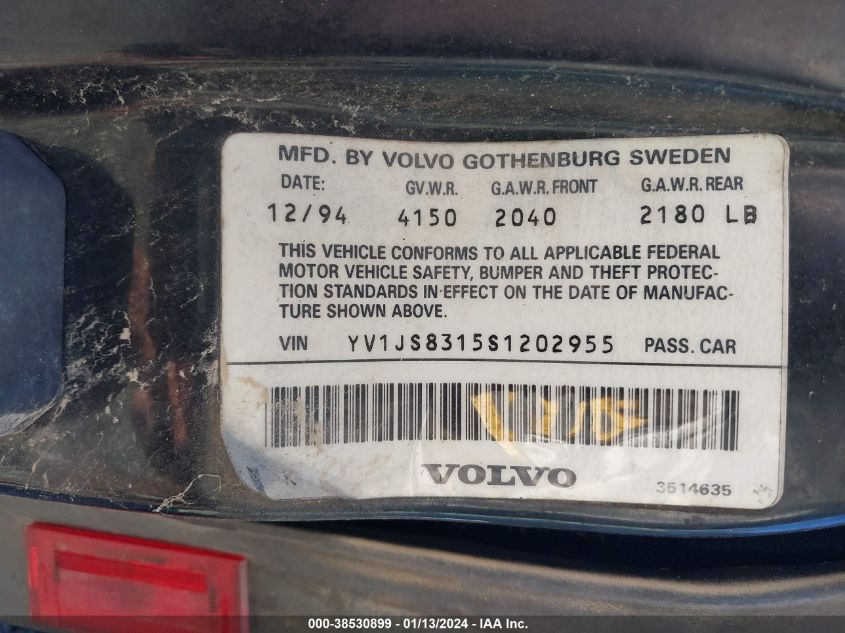 MFD. BY VOLVO GOTHENBURG SWEDEN
DATE: GV.W.R. G.A.W.R. FRONT G.A.W.R. REAR
12/94 4150 2040 2180 LB
THIS VEHICLE CONFORMS TO ALL APPLICABLE FEDERAL
MOTOR VEHICLE SAFETY, BUMPER AND THEFT PROTEC-
TION STANDARDS IN EFFECT ON THE DATE OF MANUFAC-
TURE SHOWN ABOVE.
VIN YV1JS8315S1202955 PASS. CAR
VOLVO
3514635
000-38530899 - 01/13/2024 - IAA Inc.